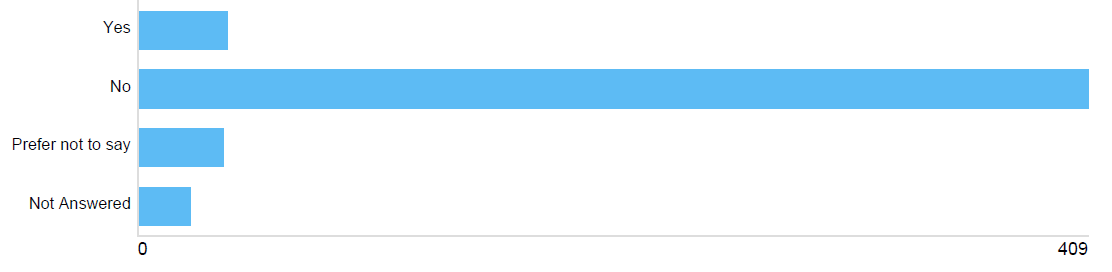 Yes
No
Prefer not to say
Not Answered
0 409